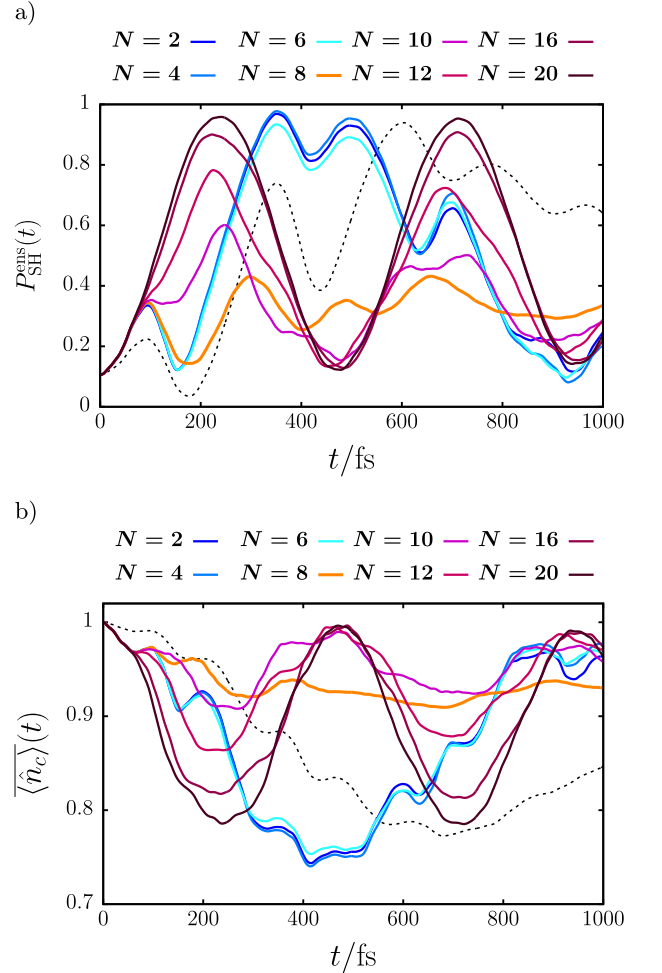 a)
N = 2 N = 6 N = 10 N = 16
N = 4 N = 8 N = 12 N = 20
P_SH^ens(t)
1
0.8
0.6
0.4
0.2
0
0 200 400 600 800 1000
t/fs
b)
N = 2 N = 6 N = 10 N = 16
N = 4 N = 8 N = 12 N = 20
⟨n̂_c⟩(t)
1
0.9
0.8
0.7
0 200 400 600 800 1000
t/fs